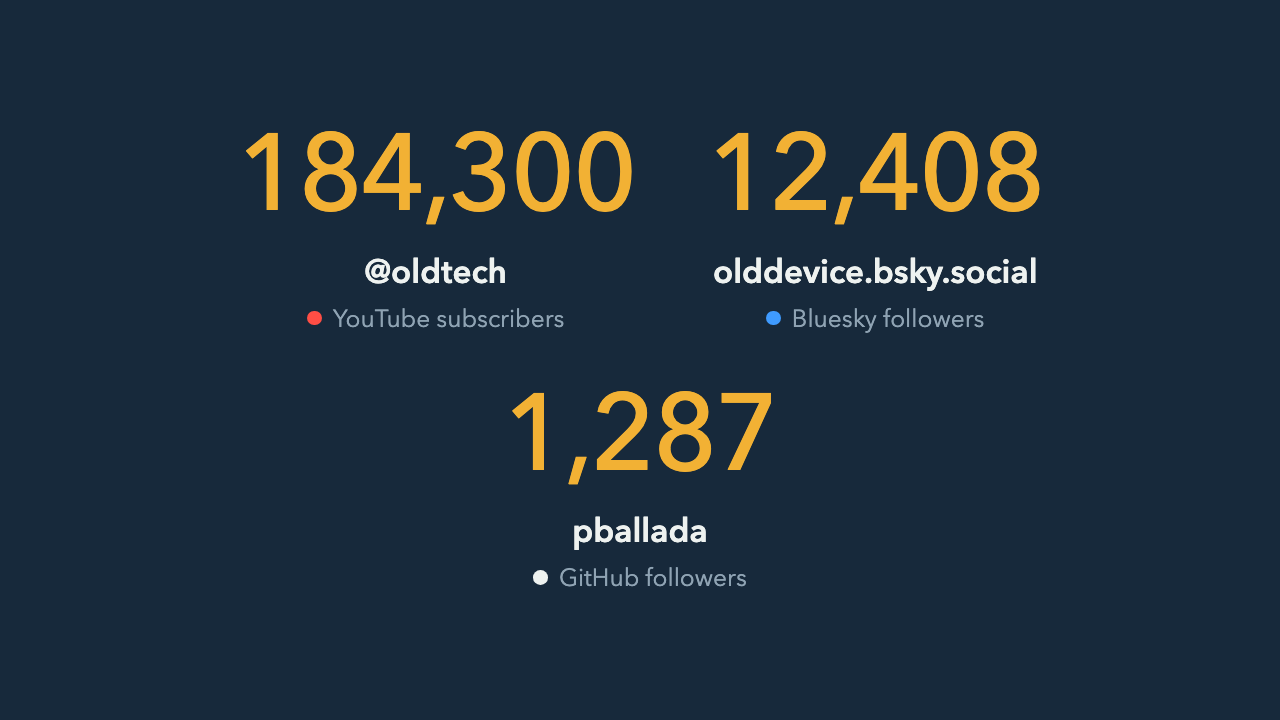 184,300
@oldtech
YouTube subscribers
12,408
olddevice.bsky.social
Bluesky followers
1,287
pballada
GitHub followers